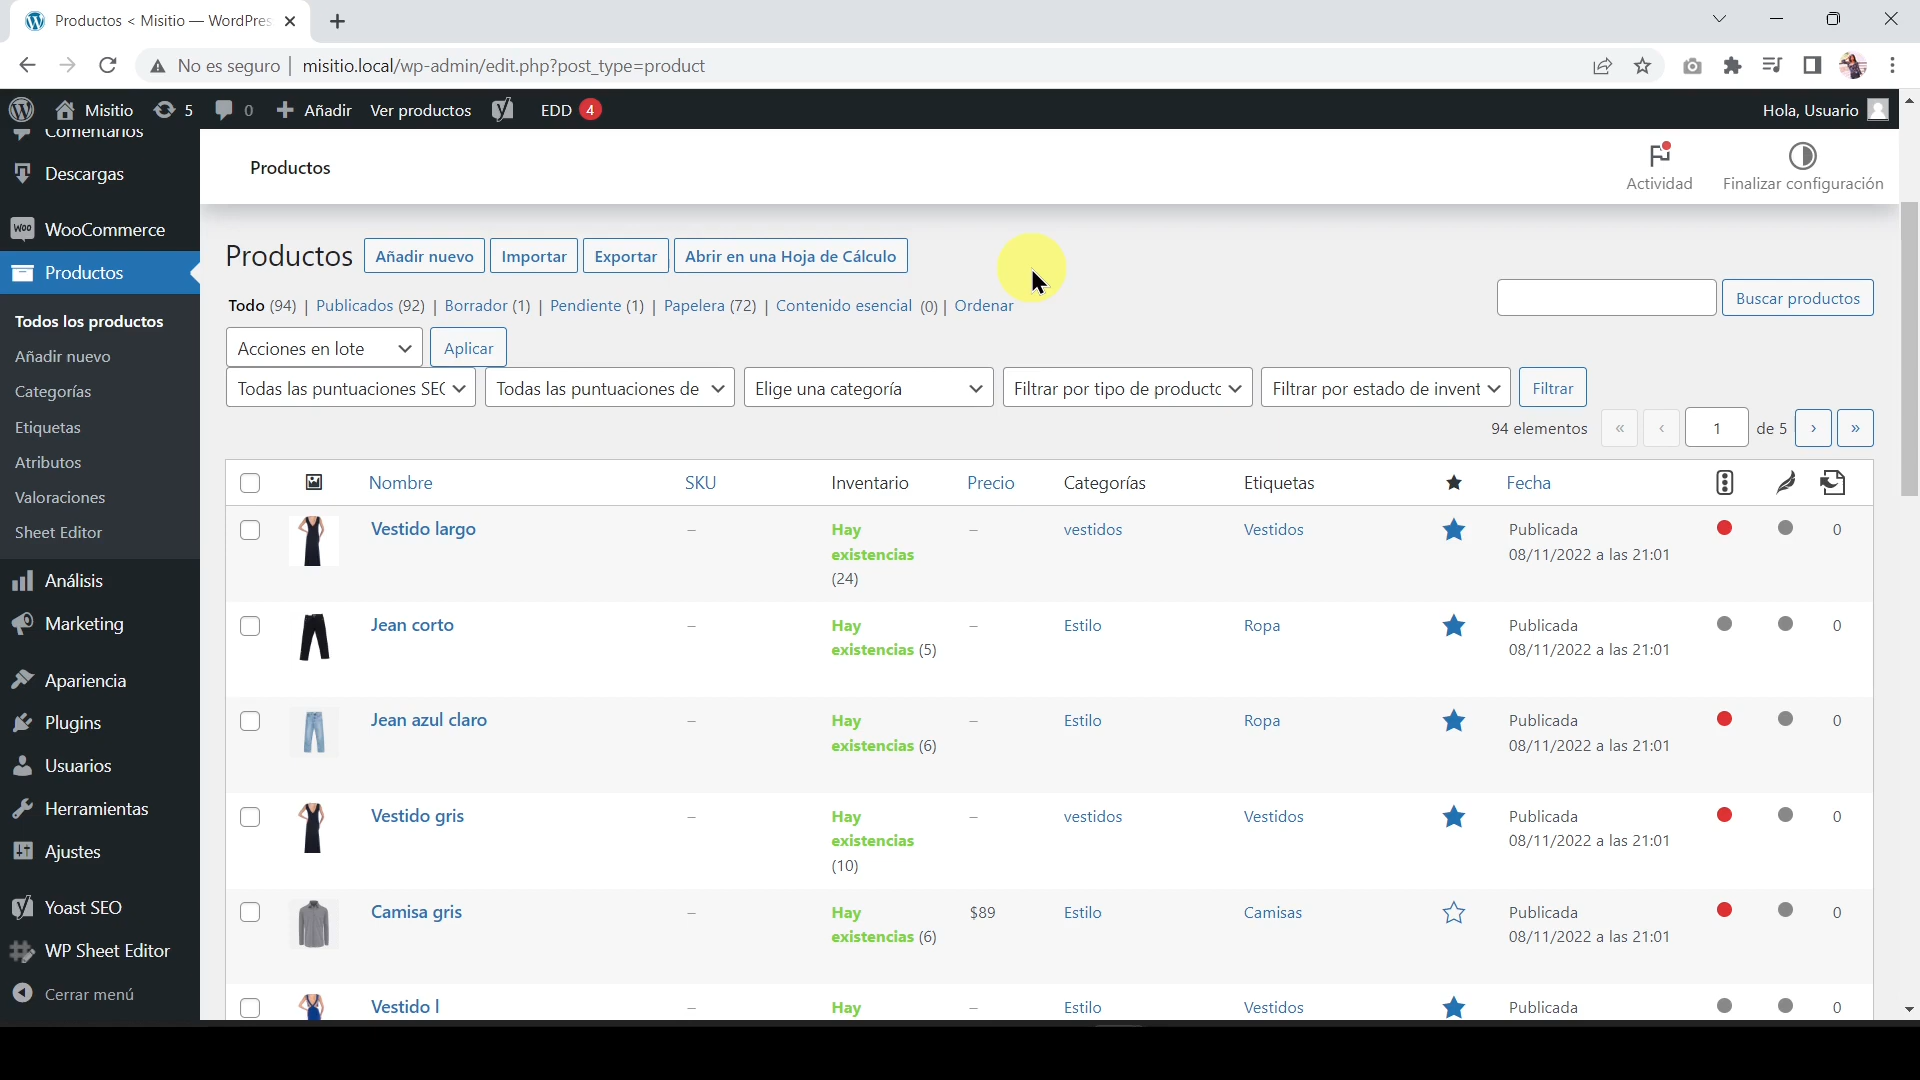 Productos < Misitio — WordPres
No es seguro | misitio.local/wp-admin/edit.php?post_type=product
Misitio 5 0 Añadir Ver productos EDD 4 Hola, Usuario
Comentarios
Descargas
WooCommerce
Productos
Todos los productos
Añadir nuevo
Categorías
Etiquetas
Atributos
Valoraciones
Sheet Editor
Análisis
Marketing
Apariencia
Plugins
Usuarios
Herramientas
Ajustes
Yoast SEO
WP Sheet Editor
Cerrar menú
Productos
Actividad
Finalizar configuración
Productos Añadir nuevo Importar Exportar Abrir en una Hoja de Cálculo
Todo (94) | Publicados (92) | Borrador (1) | Pendiente (1) | Papelera (72) | Contenido esencial (0) | Ordenar
Buscar productos
Acciones en lote Aplicar
Todas las puntuaciones SEO Todas las puntuaciones de Elige una categoría Filtrar por tipo de producto Filtrar por estado de invent Filtrar
94 elementos « ‹ 1 de 5 › »
Nombre SKU Inventario Precio Categorías Etiquetas Fecha
Vestido largo – Hay existencias (24) – vestidos Vestidos Publicada 08/11/2022 a las 21:01 0
Jean corto – Hay existencias (5) – Estilo Ropa Publicada 08/11/2022 a las 21:01 0
Jean azul claro – Hay existencias (6) – Estilo Ropa Publicada 08/11/2022 a las 21:01 0
Vestido gris – Hay existencias (10) – vestidos Vestidos Publicada 08/11/2022 a las 21:01 0
Camisa gris – Hay existencias (6) $89 Estilo Camisas Publicada 08/11/2022 a las 21:01 0
Vestido l – Hay – Estilo Vestidos Publicada 0